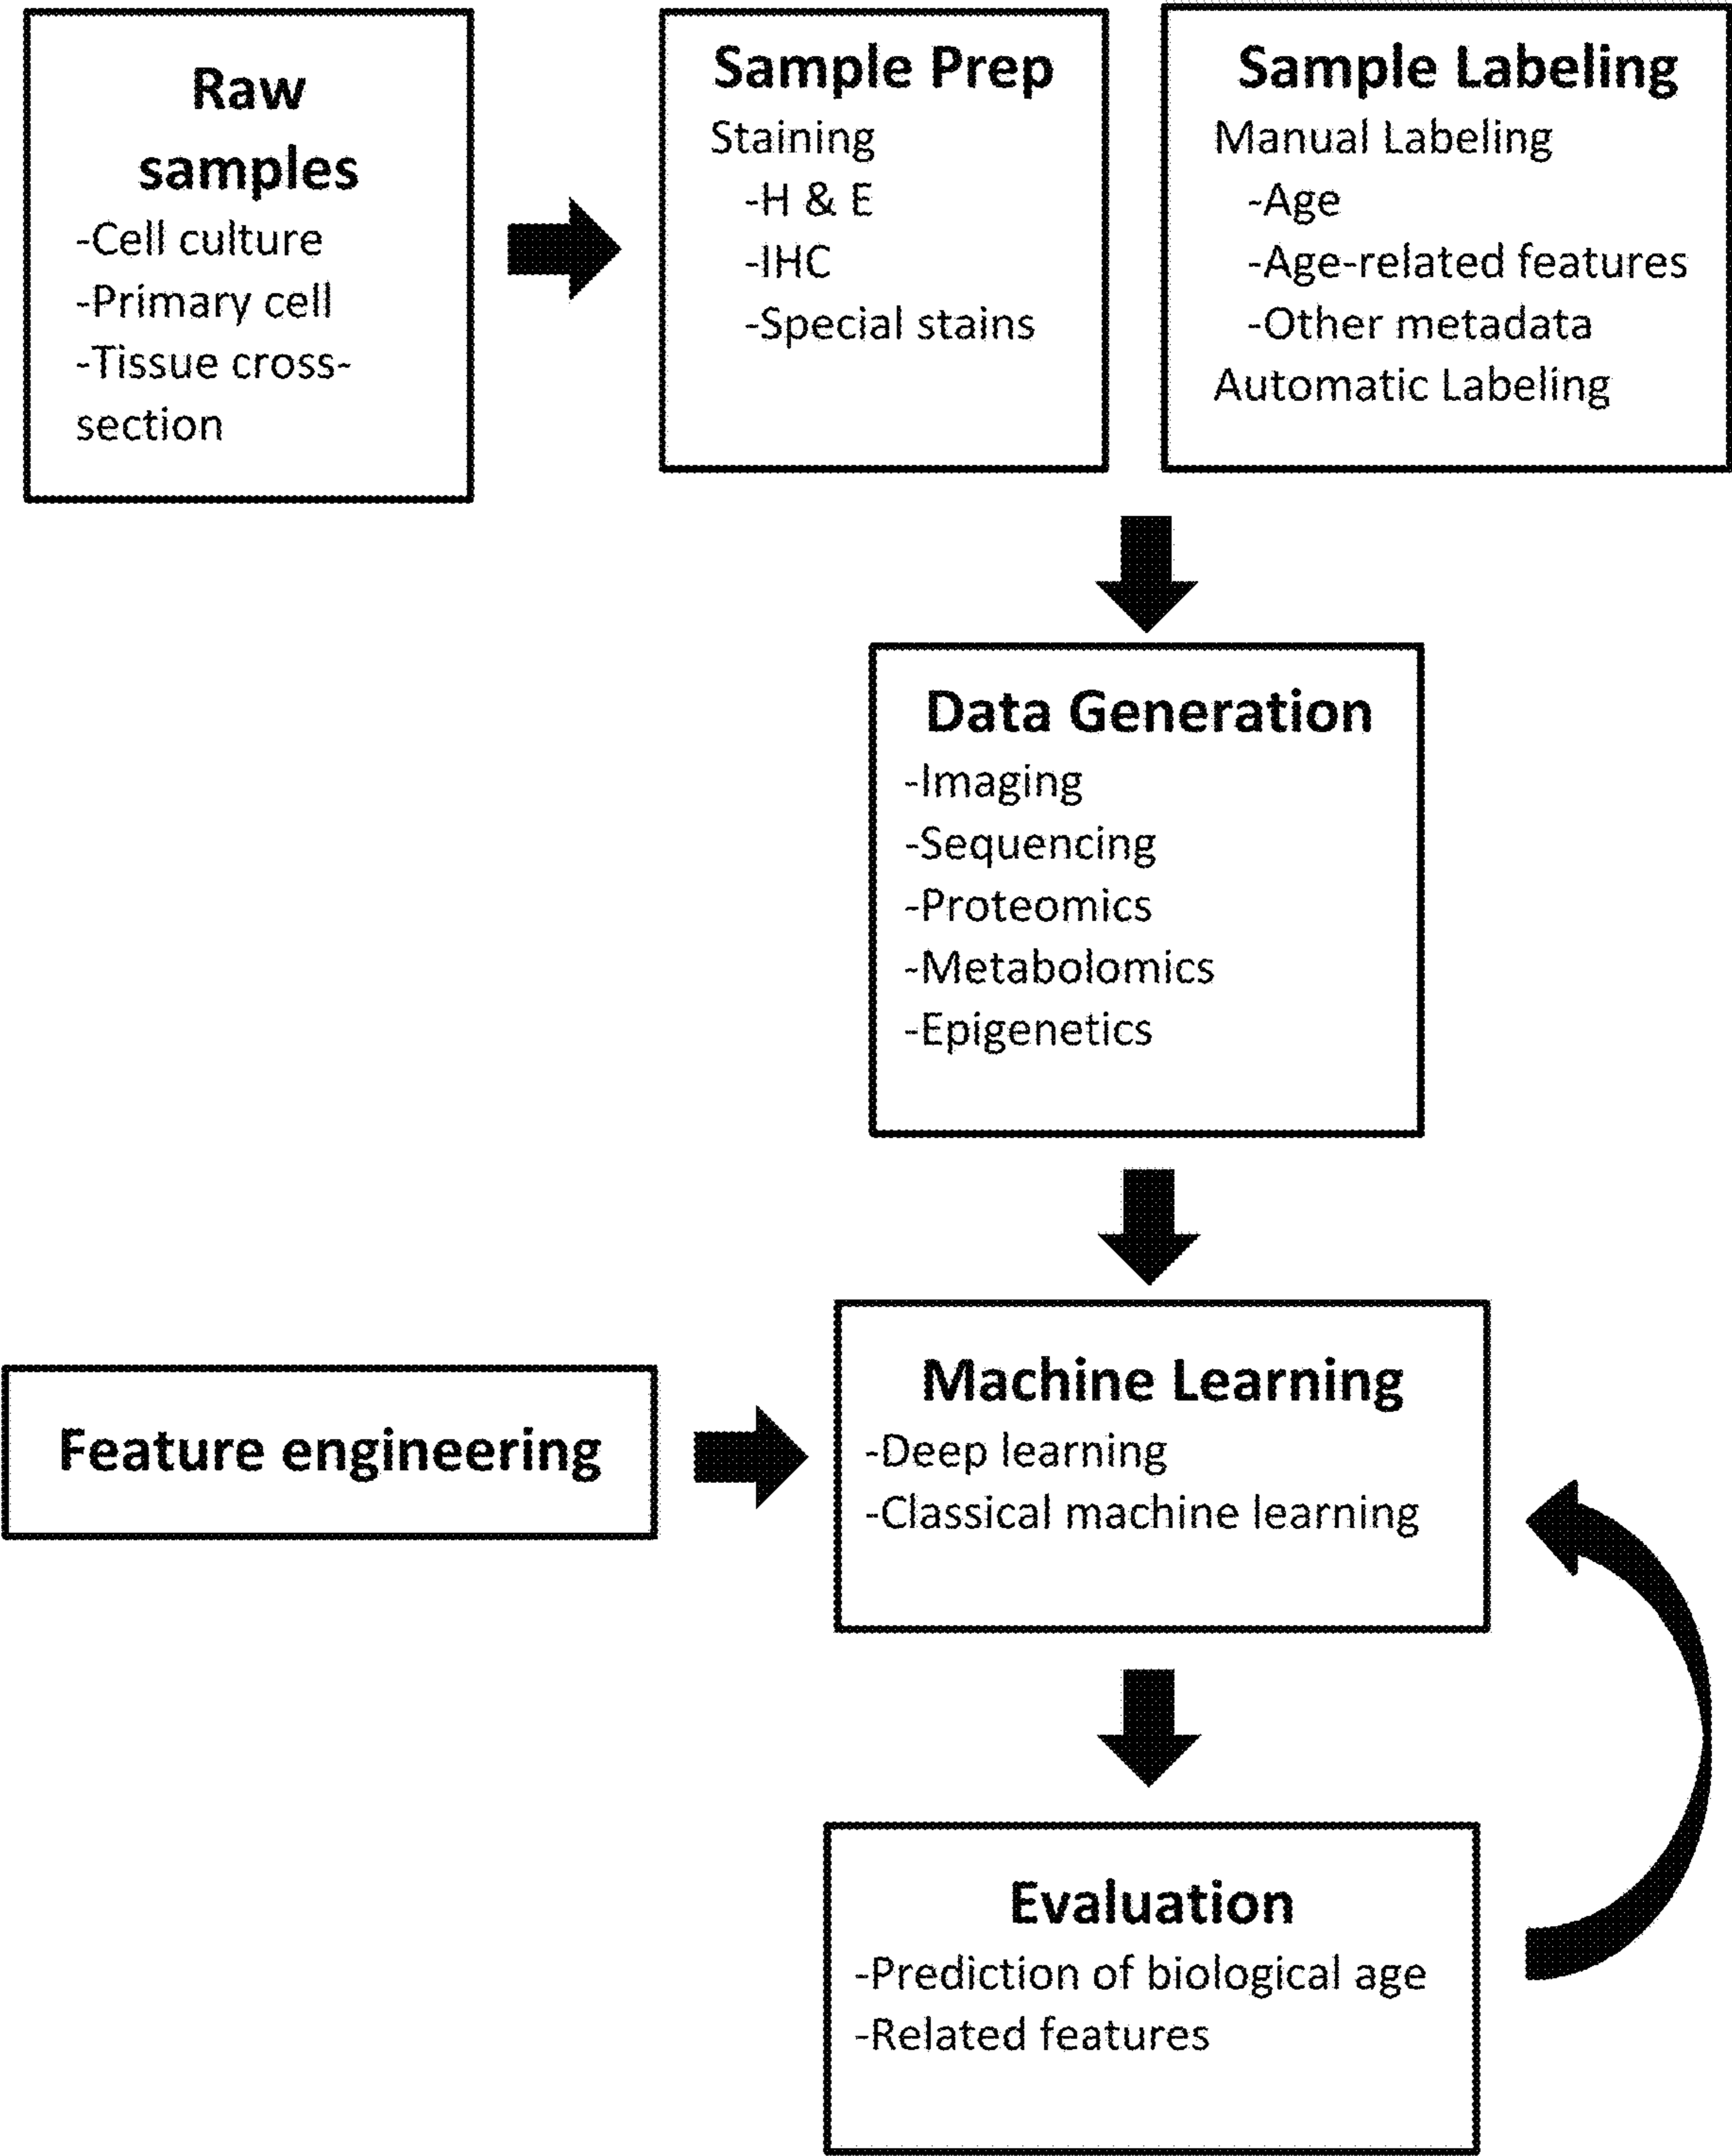 Raw
samples
-Cell culture
-Primary cell
-Tissue cross-
section
Sample Prep
Staining
-H & E
-IHC
-Special stains
Sample Labeling
Manual Labeling
-Age
-Age-related features
-Other metadata
Automatic Labeling
Data Generation
-Imaging
-Sequencing
-Proteomics
-Metabolomics
-Epigenetics
Feature engineering
Machine Learning
-Deep learning
-Classical machine learning
Evaluation
-Prediction of biological age
-Related features